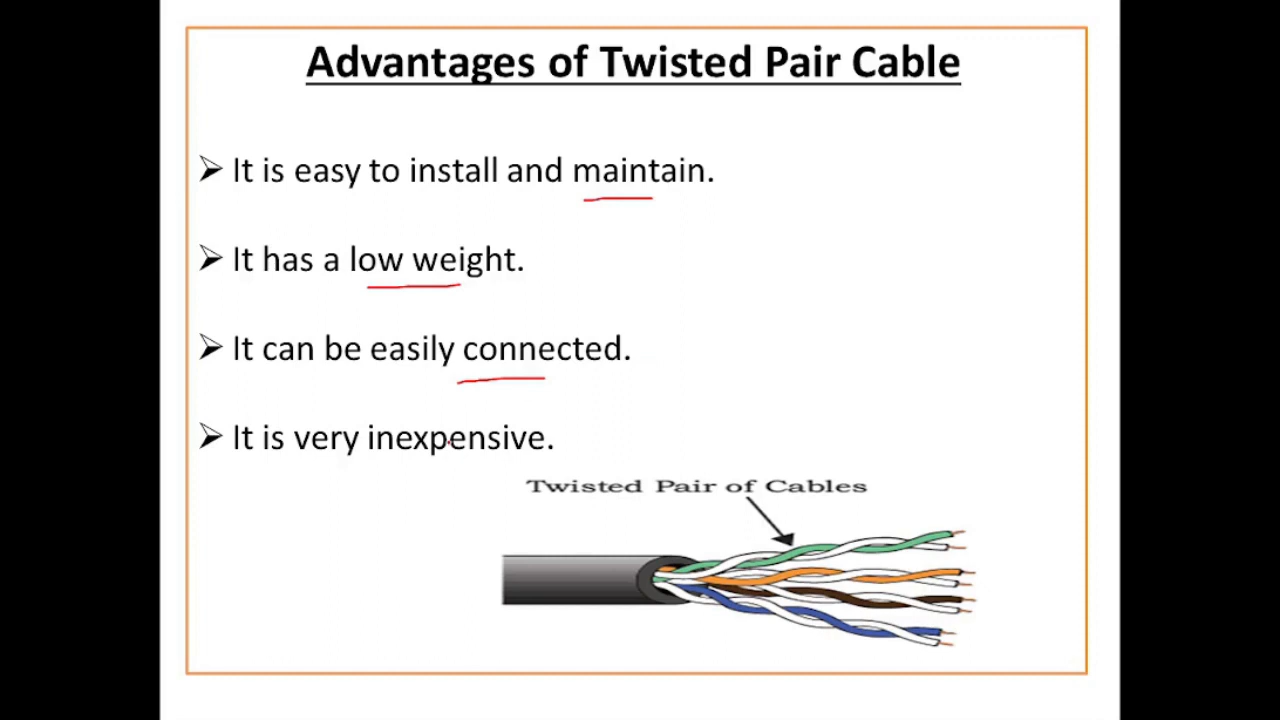 Advantages of Twisted Pair Cable
➢ It is easy to install and maintain.
➢ It has a low weight.
➢ It can be easily connected.
➢ It is very inexpensive.
Twisted Pair of Cables